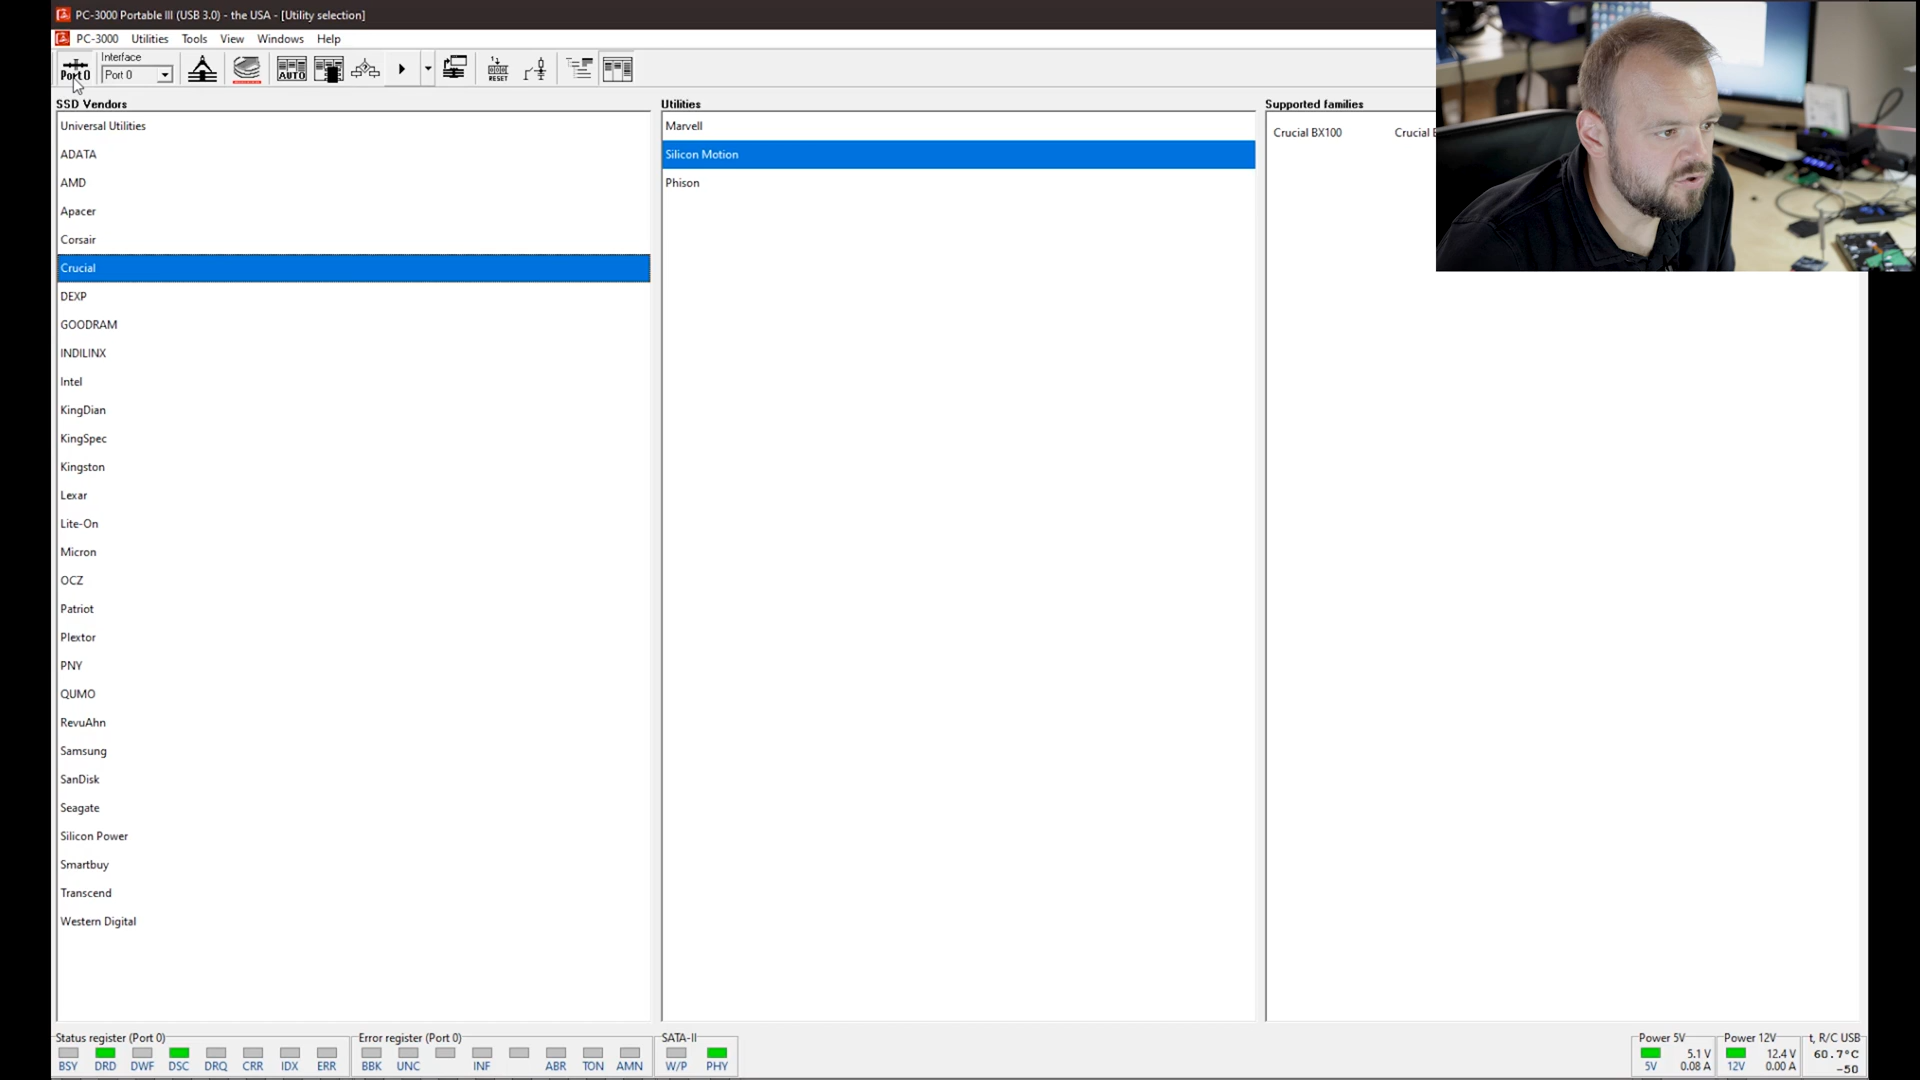 PC-3000 Portable III (USB 3.0) - the USA - [Utility selection]
PC-3000 Utilities Tools View Windows Help
Port 0
Interface
Port 0
AUTO
RESET
SSD Vendors
Universal Utilities
ADATA
AMD
Apacer
Corsair
Crucial
DEXP
GOODRAM
INDILINX
Intel
KingDian
KingSpec
Kingston
Lexar
Lite-On
Micron
OCZ
Patriot
Plextor
PNY
QUMO
RevuAhn
Samsung
SanDisk
Seagate
Silicon Power
Smartbuy
Transcend
Western Digital
Utilities
Marvell
Silicon Motion
Phison
Supported families
Crucial BX100 Crucial
Status register (Port 0)
BSY DRD DWF DSC DRQ CRR IDX ERR
Error register (Port 0)
BBK UNC INF ABR TON AMN
SATA-II
W/P PHY
Power 5V
5.1 V
5V 0.08 A
Power 12V
12.4 V
12V 0.00 A
t, R/C USB
60.7°C
-50